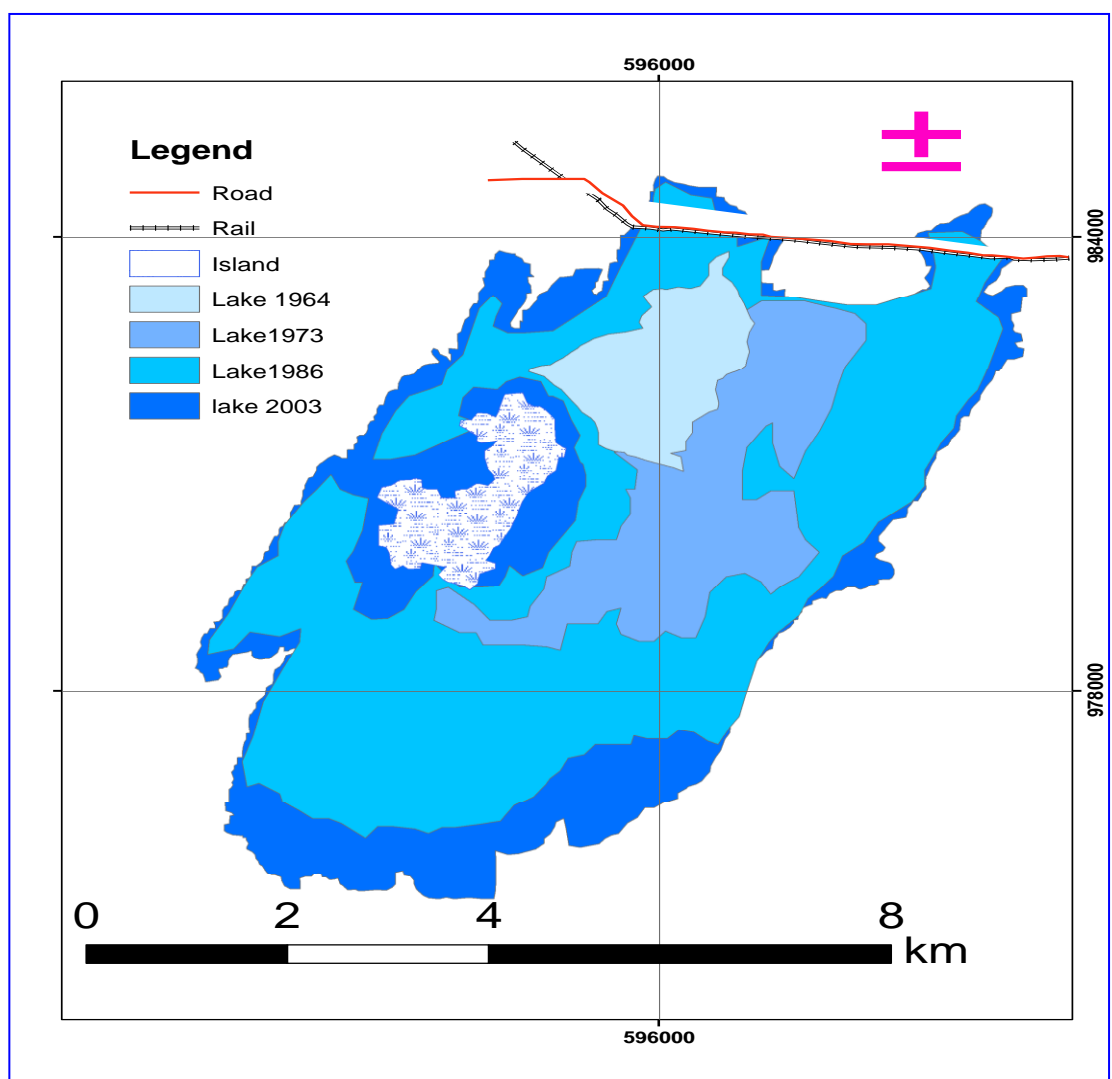 596000
Legend
Road
Rail
984000
Island
Lake 1964
Lake1973
Lake1986
lake 2003
978000
0 2 4 8
km
596000